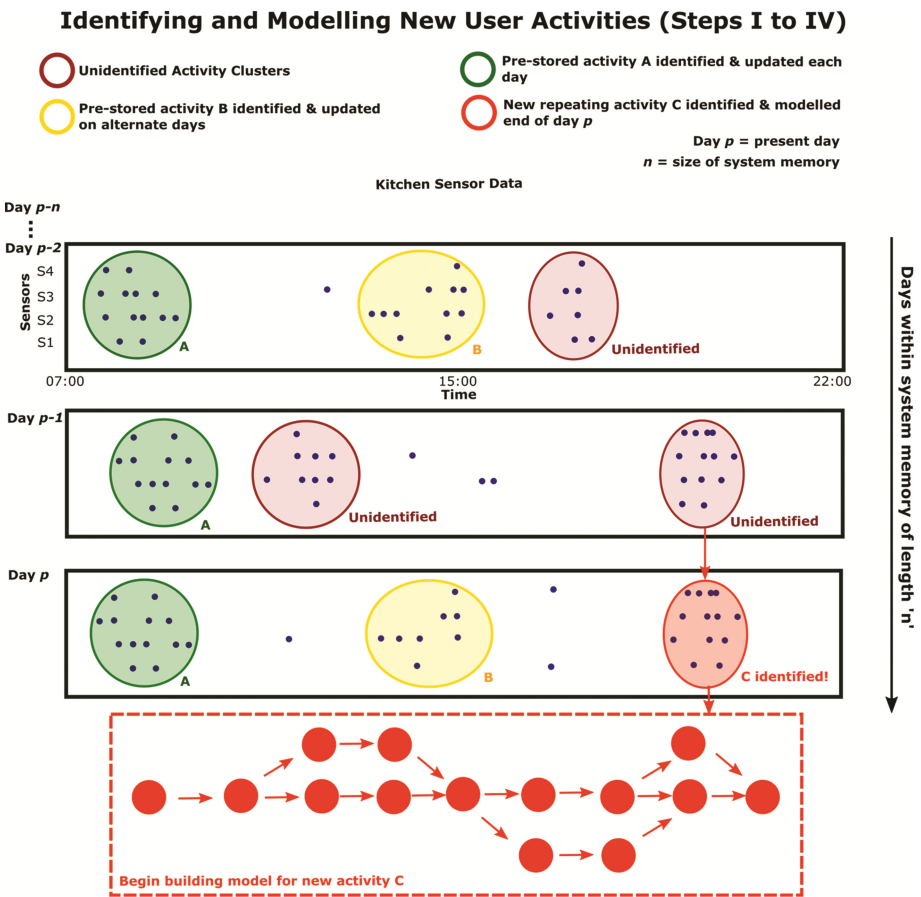 Identifying and Modelling New User Activities (Steps I to IV)
Unidentified Activity Clusters
Pre-stored activity A identified & updated each
day
Pre-stored activity B identified & updated
on alternate days
New repeating activity C identified & modelled
end of day p
Day p = present day
n = size of system memory
Kitchen Sensor Data
Day p-n
⋮
Day p-2
Sensors
S4
S3
S2
S1
A
B
Unidentified
07:00
15:00
22:00
Time
Day p-1
A
Unidentified
Unidentified
Day p
A
B
C identified!
Days within system memory of length 'n'
Begin building model for new activity C